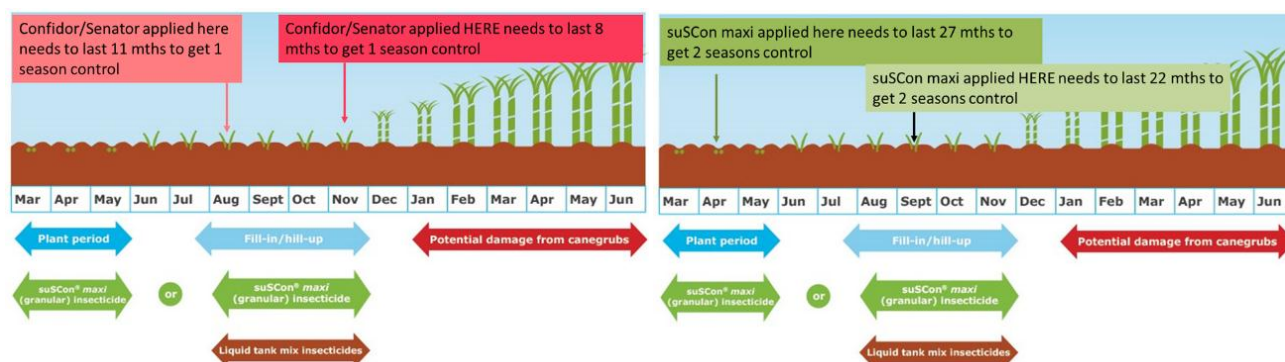 Confidor/Senator applied here
needs to last 11 mths to get 1
season control
Confidor/Senator applied HERE needs to last 8
mths to get 1 season control
Mar Apr May Jun Jul Aug Sept Oct Nov Dec Jan Feb Mar Apr May Jun
Plant period
Fill-in/hill-up
Potential damage from canegrubs
suSCon® maxi
(granular) insecticide
or
suSCon® maxi
(granular) insecticide
Liquid tank mix insecticides
suSCon maxi applied here needs to last 27 mths to
get 2 seasons control
suSCon maxi applied HERE needs to last 22 mths to
get 2 seasons control
Mar Apr May Jun Jul Aug Sept Oct Nov Dec Jan Feb Mar Apr May Jun
Plant period
Fill-in/hill-up
Potential damage from canegrubs
suSCon® maxi
(granular) insecticide
or
suSCon® maxi
(granular) insecticide
Liquid tank mix insecticides